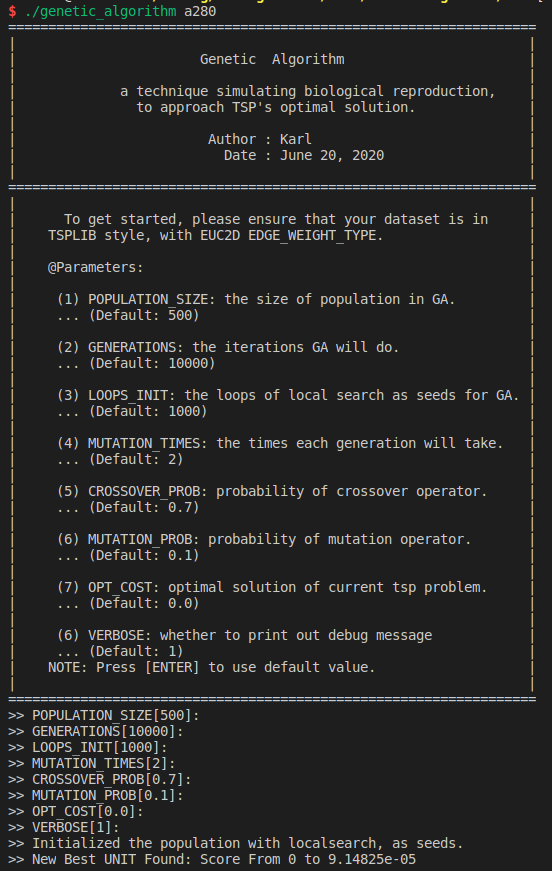 $ ./genetic_algorithm a280
==================================================================
Genetic  Algorithm
a technique simulating biological reproduction,
to approach TSP's optimal solution.
Author : Karl
Date : June 20, 2020
==================================================================
To get started, please ensure that your dataset is in
TSPLIB style, with EUC2D EDGE_WEIGHT_TYPE.
@Parameters:
(1) POPULATION_SIZE: the size of population in GA.
... (Default: 500)
(2) GENERATIONS: the iterations GA will do.
... (Default: 10000)
(3) LOOPS_INIT: the loops of local search as seeds for GA.
... (Default: 1000)
(4) MUTATION_TIMES: the times each generation will take.
... (Default: 2)
(5) CROSSOVER_PROB: probability of crossover operator.
... (Default: 0.7)
(6) MUTATION_PROB: probability of mutation operator.
... (Default: 0.1)
(7) OPT_COST: optimal solution of current tsp problem.
... (Default: 0.0)
(6) VERBOSE: whether to print out debug message
... (Default: 1)
NOTE: Press [ENTER] to use default value.
==================================================================
>> POPULATION_SIZE[500]:
>> GENERATIONS[10000]:
>> LOOPS_INIT[1000]:
>> MUTATION_TIMES[2]:
>> CROSSOVER_PROB[0.7]:
>> MUTATION_PROB[0.1]:
>> OPT_COST[0.0]:
>> VERBOSE[1]:
>> Initialized the population with localsearch, as seeds.
>> New Best UNIT Found: Score From 0 to 9.14825e-05